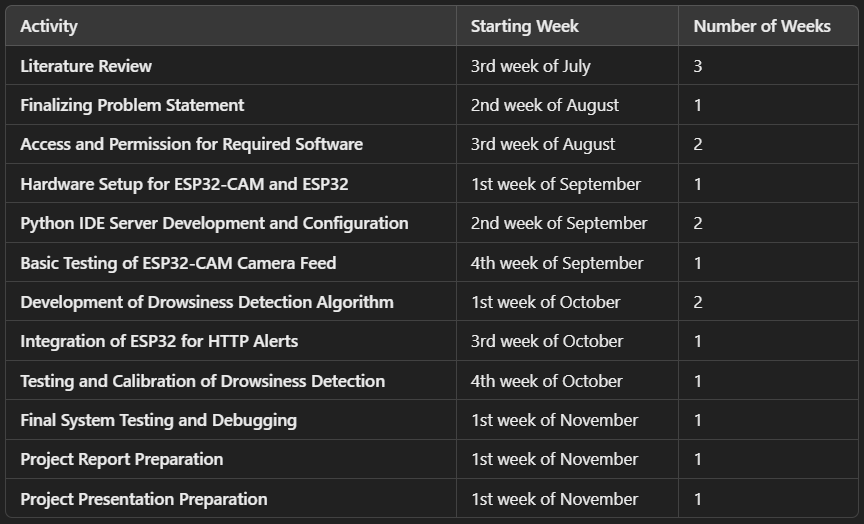 Activity Starting Week Number of Weeks
Literature Review 3rd week of July 3
Finalizing Problem Statement 2nd week of August 1
Access and Permission for Required Software 3rd week of August 2
Hardware Setup for ESP32-CAM and ESP32 1st week of September 1
Python IDE Server Development and Configuration 2nd week of September 2
Basic Testing of ESP32-CAM Camera Feed 4th week of September 1
Development of Drowsiness Detection Algorithm 1st week of October 2
Integration of ESP32 for HTTP Alerts 3rd week of October 1
Testing and Calibration of Drowsiness Detection 4th week of October 1
Final System Testing and Debugging 1st week of November 1
Project Report Preparation 1st week of November 1
Project Presentation Preparation 1st week of November 1